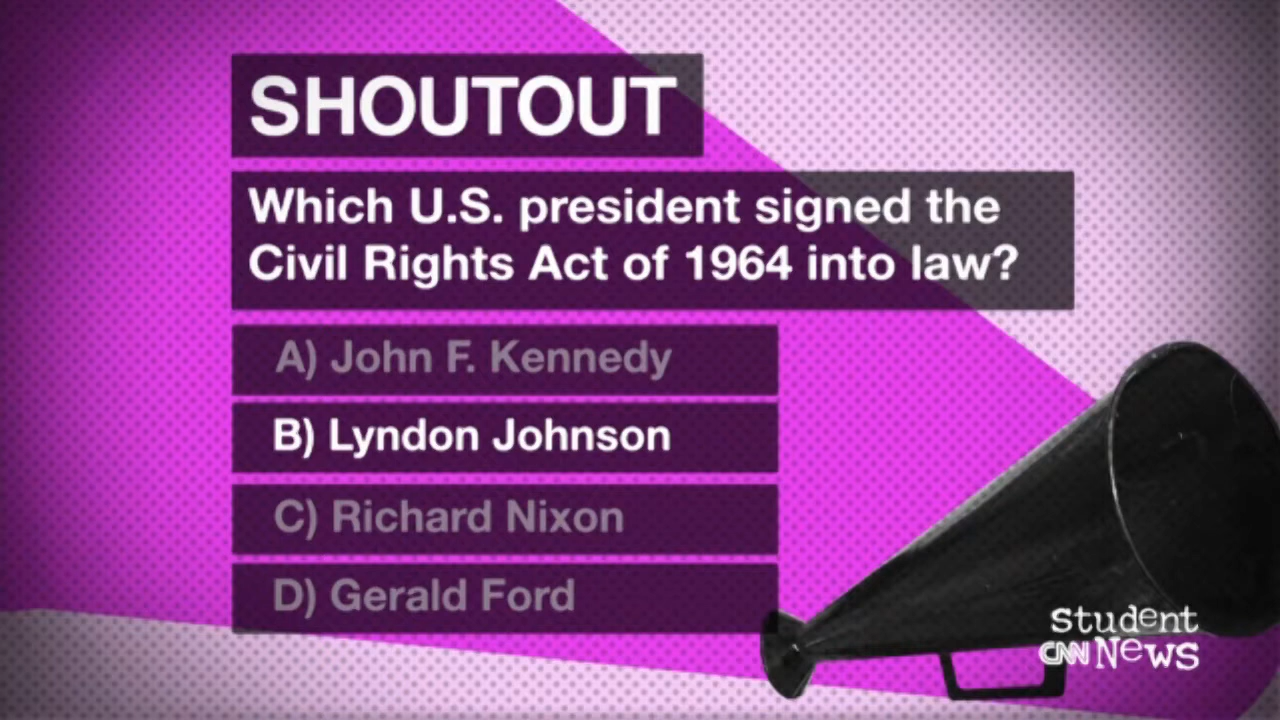 SHOUTOUT
Which U.S. president signed the
Civil Rights Act of 1964 into law?
A) John F. Kennedy
B) Lyndon Johnson
C) Richard Nixon
D) Gerald Ford
Student
CNN News